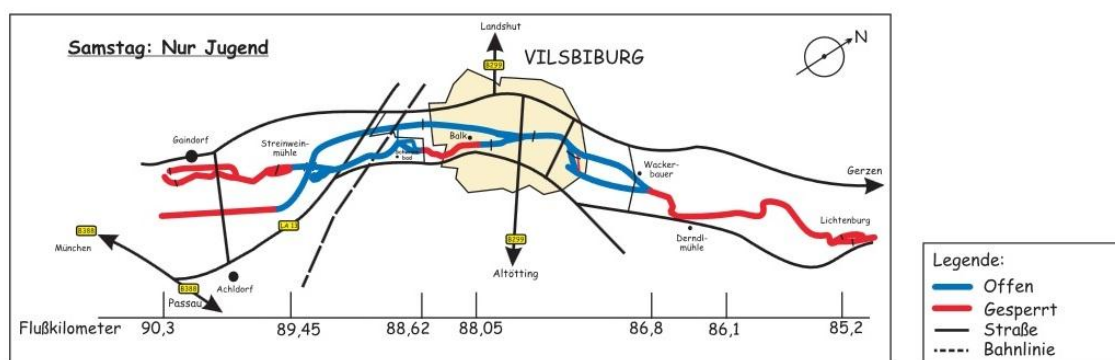 Samstag: Nur Jugend
Landshut
B299
VILSBIBURG
N
Gaindorf
Streinwein-
mühle
Balk
bad
Wacker-
bauer
Gerzen
LA 13
B388
München
Achldorf
B388
Passau
B299
Altötting
Derndl-
mühle
Lichtenburg
Flußkilometer
90,3
89,45
88,62
88,05
86,8
86,1
85,2
Legende:
Offen
Gesperrt
Straße
Bahnlinie